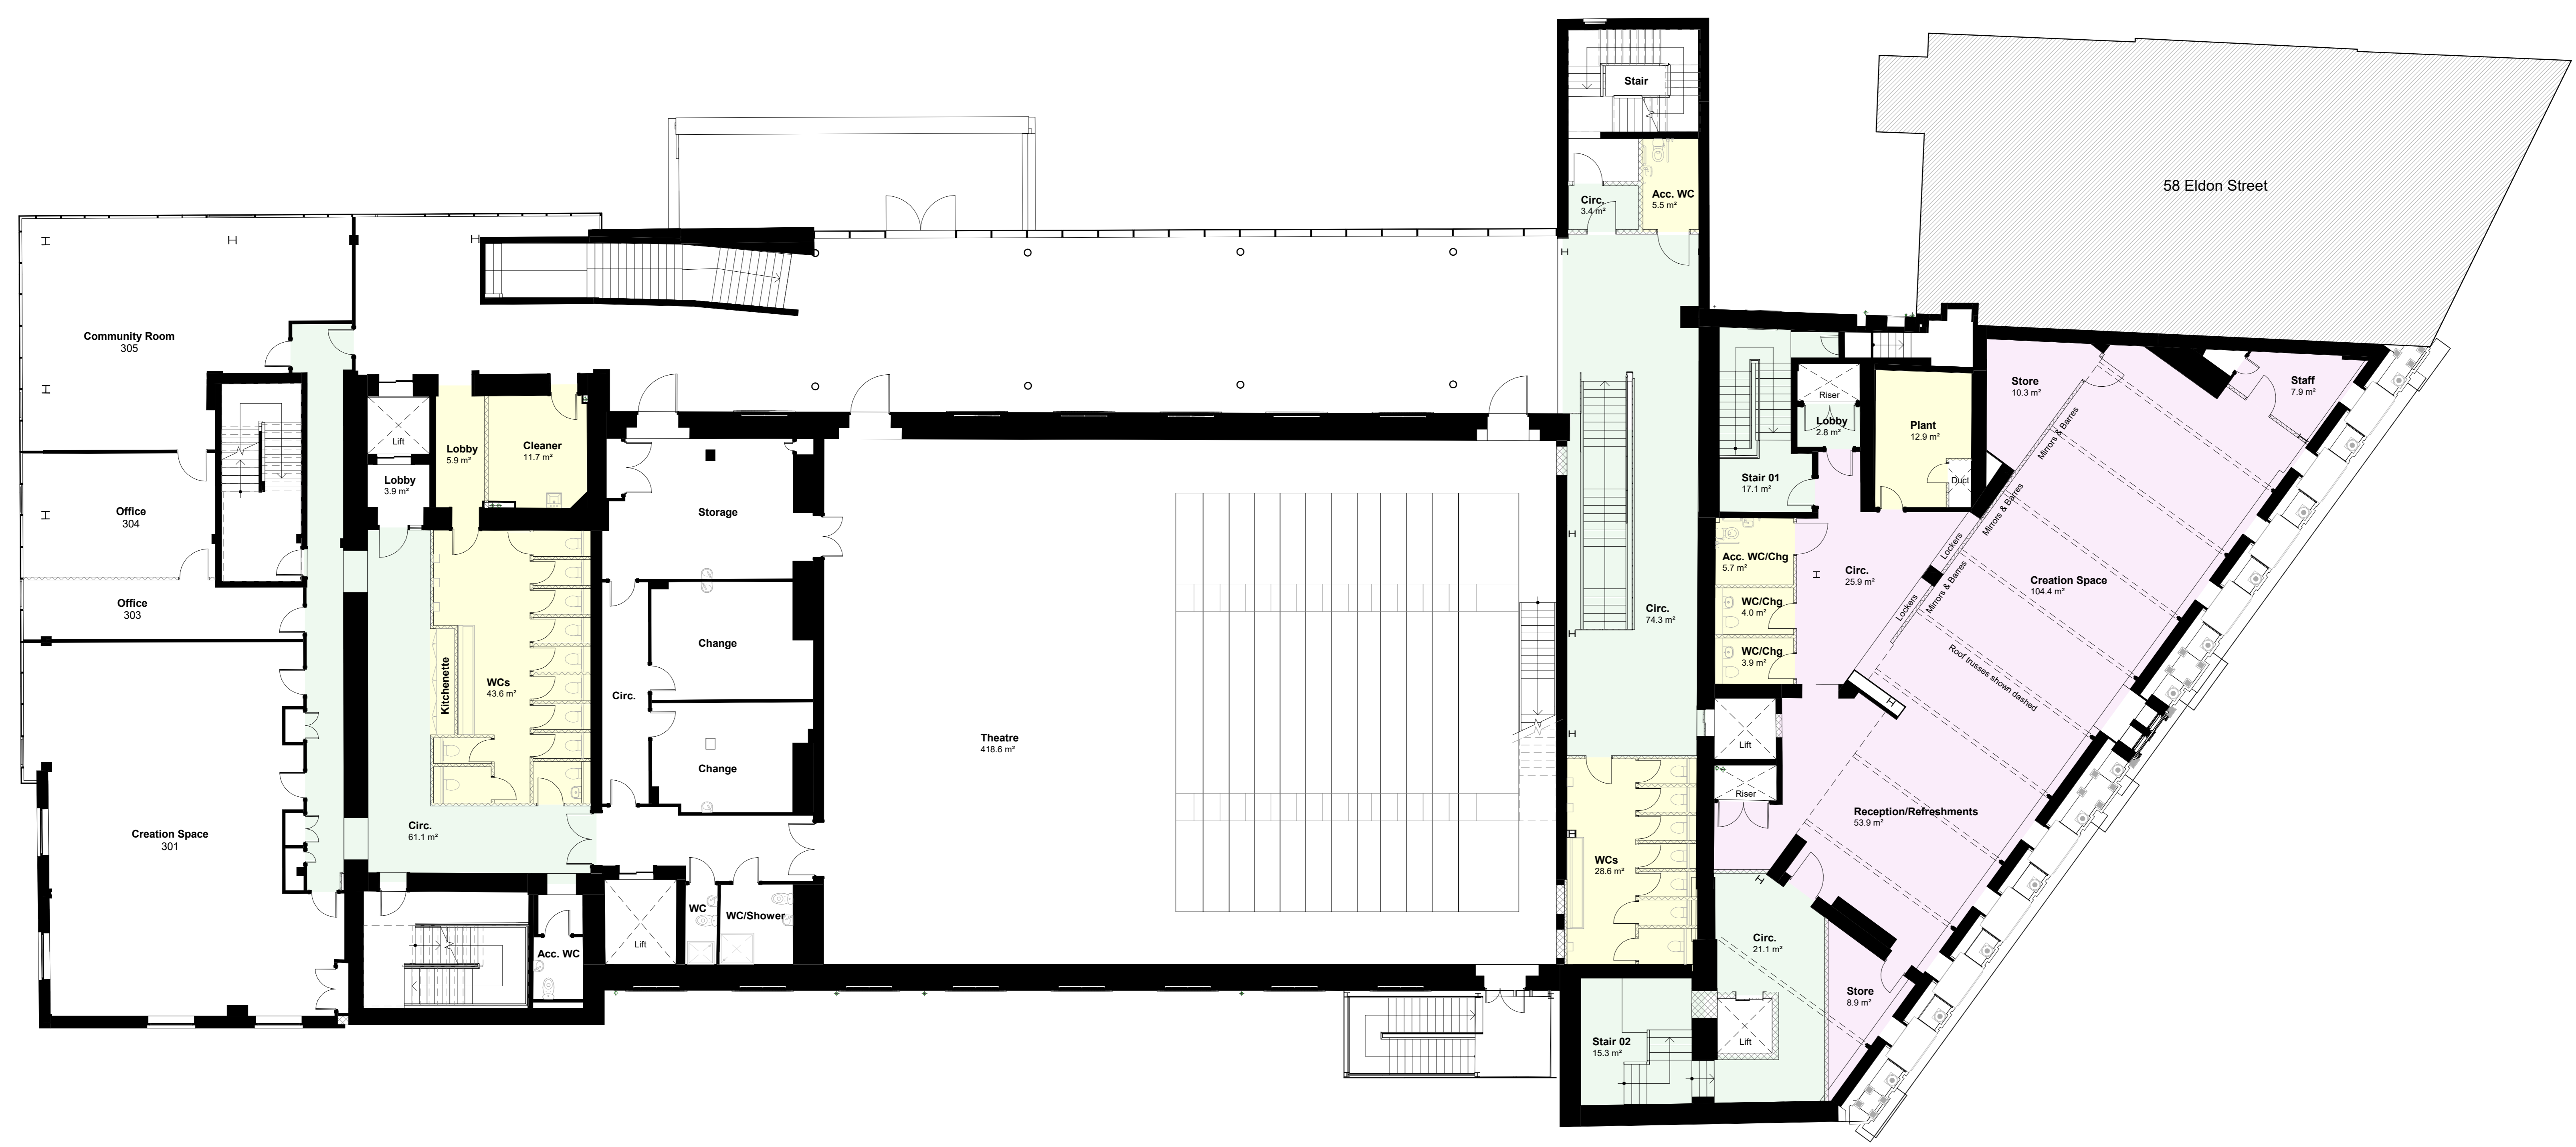 Stair
58 Eldon Street
Acc. WC
5.5 m²
Circ.
3.4 m²
Community Room
305
Lift
Lobby
3.9 m²
Lobby
5.9 m²
Cleaner
11.7 m²
Office
304
Office
303
Storage
Change
Change
Circ.
Kitchenette
WCs
43.6 m²
Circ.
61.1 m²
Creation Space
301
Acc. WC
Lift
WC
WC/Shower
Theatre
418.6 m²
Circ.
74.3 m²
WCs
28.6 m²
Stair 01
17.1 m²
Riser
Lobby
2.8 m²
Plant
12.9 m²
Duct
Store
10.3 m²
Staff
7.9 m²
Mirrors & Barres
Mirrors & Barres
Mirrors & Barres
Lockers
Lockers
Acc. WC/Chg
5.7 m²
WC/Chg
4.0 m²
WC/Chg
3.9 m²
Circ.
25.9 m²
Creation Space
104.4 m²
Roof trusses shown dashed
Lift
Riser
Reception/Refreshments
53.9 m²
Circ.
21.1 m²
Store
8.9 m²
Lift
Stair 02
15.3 m²